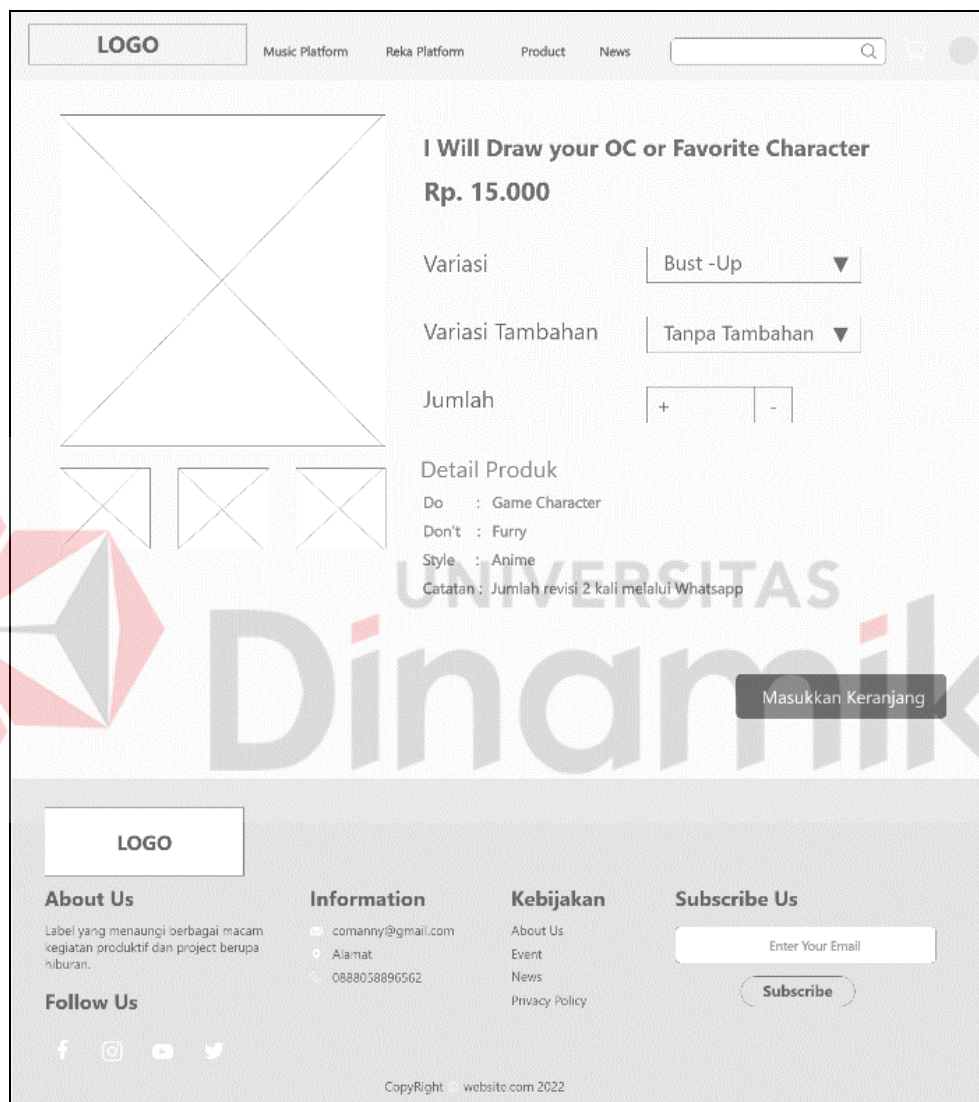 LOGO
Music Platform Reka Platform Product News
I Will Draw your OC or Favorite Character
Rp. 15.000
Variasi Bust -Up ▼
Variasi Tambahan Tanpa Tambahan ▼
Jumlah + -
Detail Produk
Do : Game Character
Don't : Furry
Style : Anime
Catatan : Jumlah revisi 2 kali melalui Whatsapp
UNIVERSITAS
Dinamik
Masukkan Keranjang
LOGO
About Us
Label yang menaungi berbagai macam
kegiatan produktif dan project berupa
hiburan.
Follow Us
Information
comanny@gmail.com
Alamat
0888058896562
Kebijakan
About Us
Event
News
Privacy Policy
Subscribe Us
Enter Your Email
Subscribe
CopyRight © website.com 2022